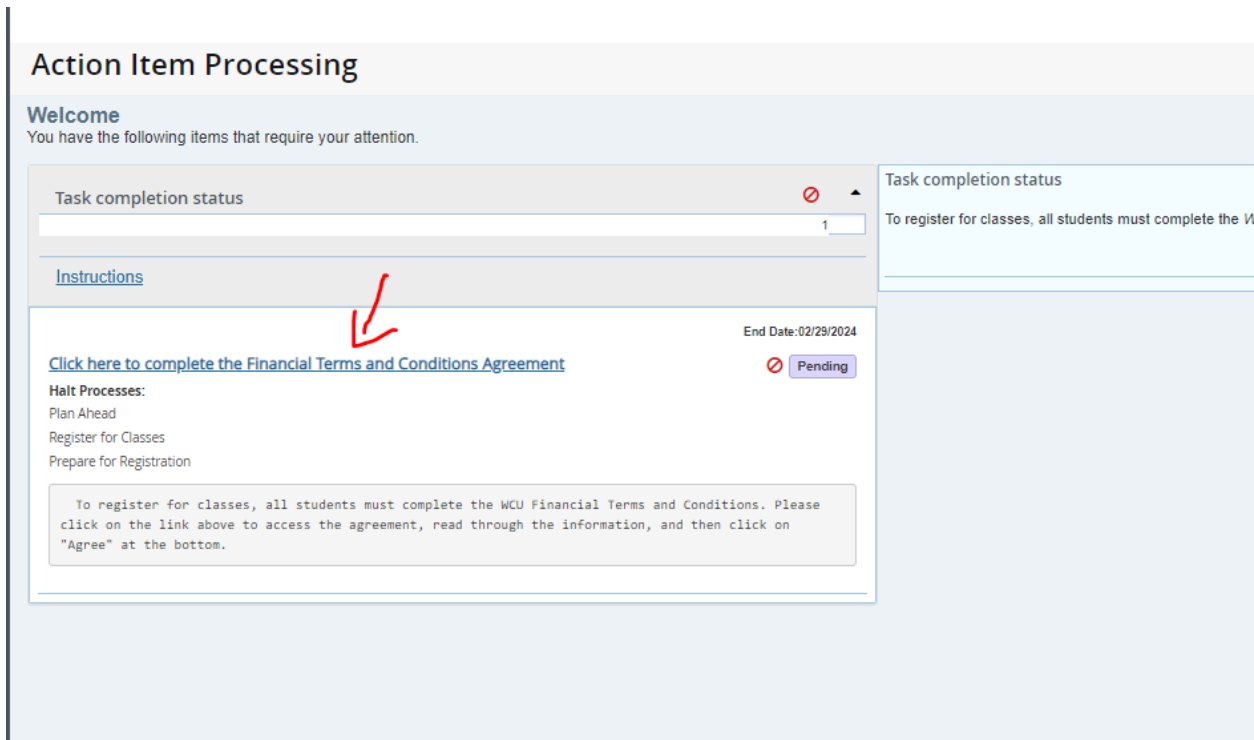 Action Item Processing
Welcome
You have the following items that require your attention.
Task completion status
1
Instructions
End Date:02/29/2024
Click here to complete the Financial Terms and Conditions Agreement
Pending
Halt Processes:
Plan Ahead
Register for Classes
Prepare for Registration
To register for classes, all students must complete the WCU Financial Terms and Conditions. Please
click on the link above to access the agreement, read through the information, and then click on
"Agree" at the bottom.
Task completion status
To register for classes, all students must complete the